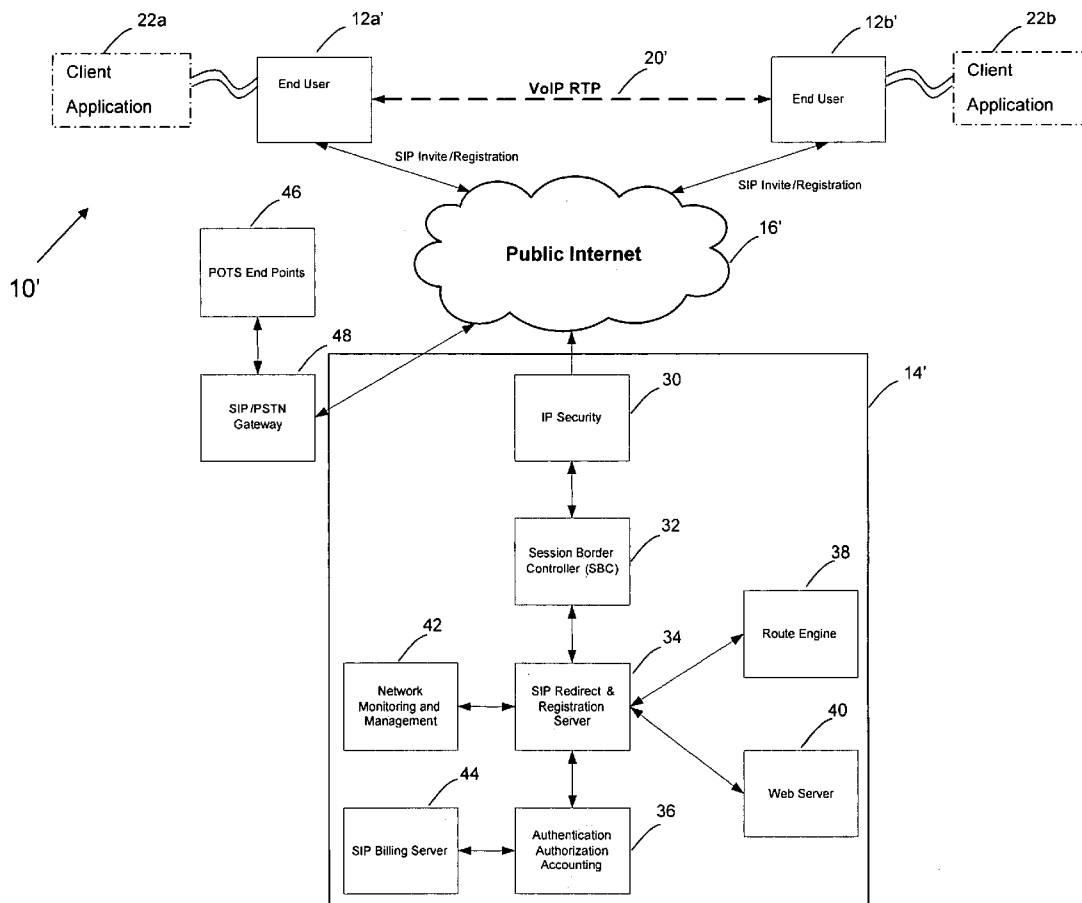 22a
12a'
12b'
22b
Client
Application
End User
20'
VoIP RTP
End User
Client
Application
SIP Invite/Registration
SIP Invite/Registration
46
POTS End Points
10'
Public Internet
16'
48
SIP/PSTN
Gateway
30
IP Security
14'
32
Session Border
Controller (SBC)
38
Route Engine
42
Network
Monitoring and
Management
34
SIP Redirect &
Registration
Server
40
Web Server
44
SIP Billing Server
36
Authentication
Authorization
Accounting